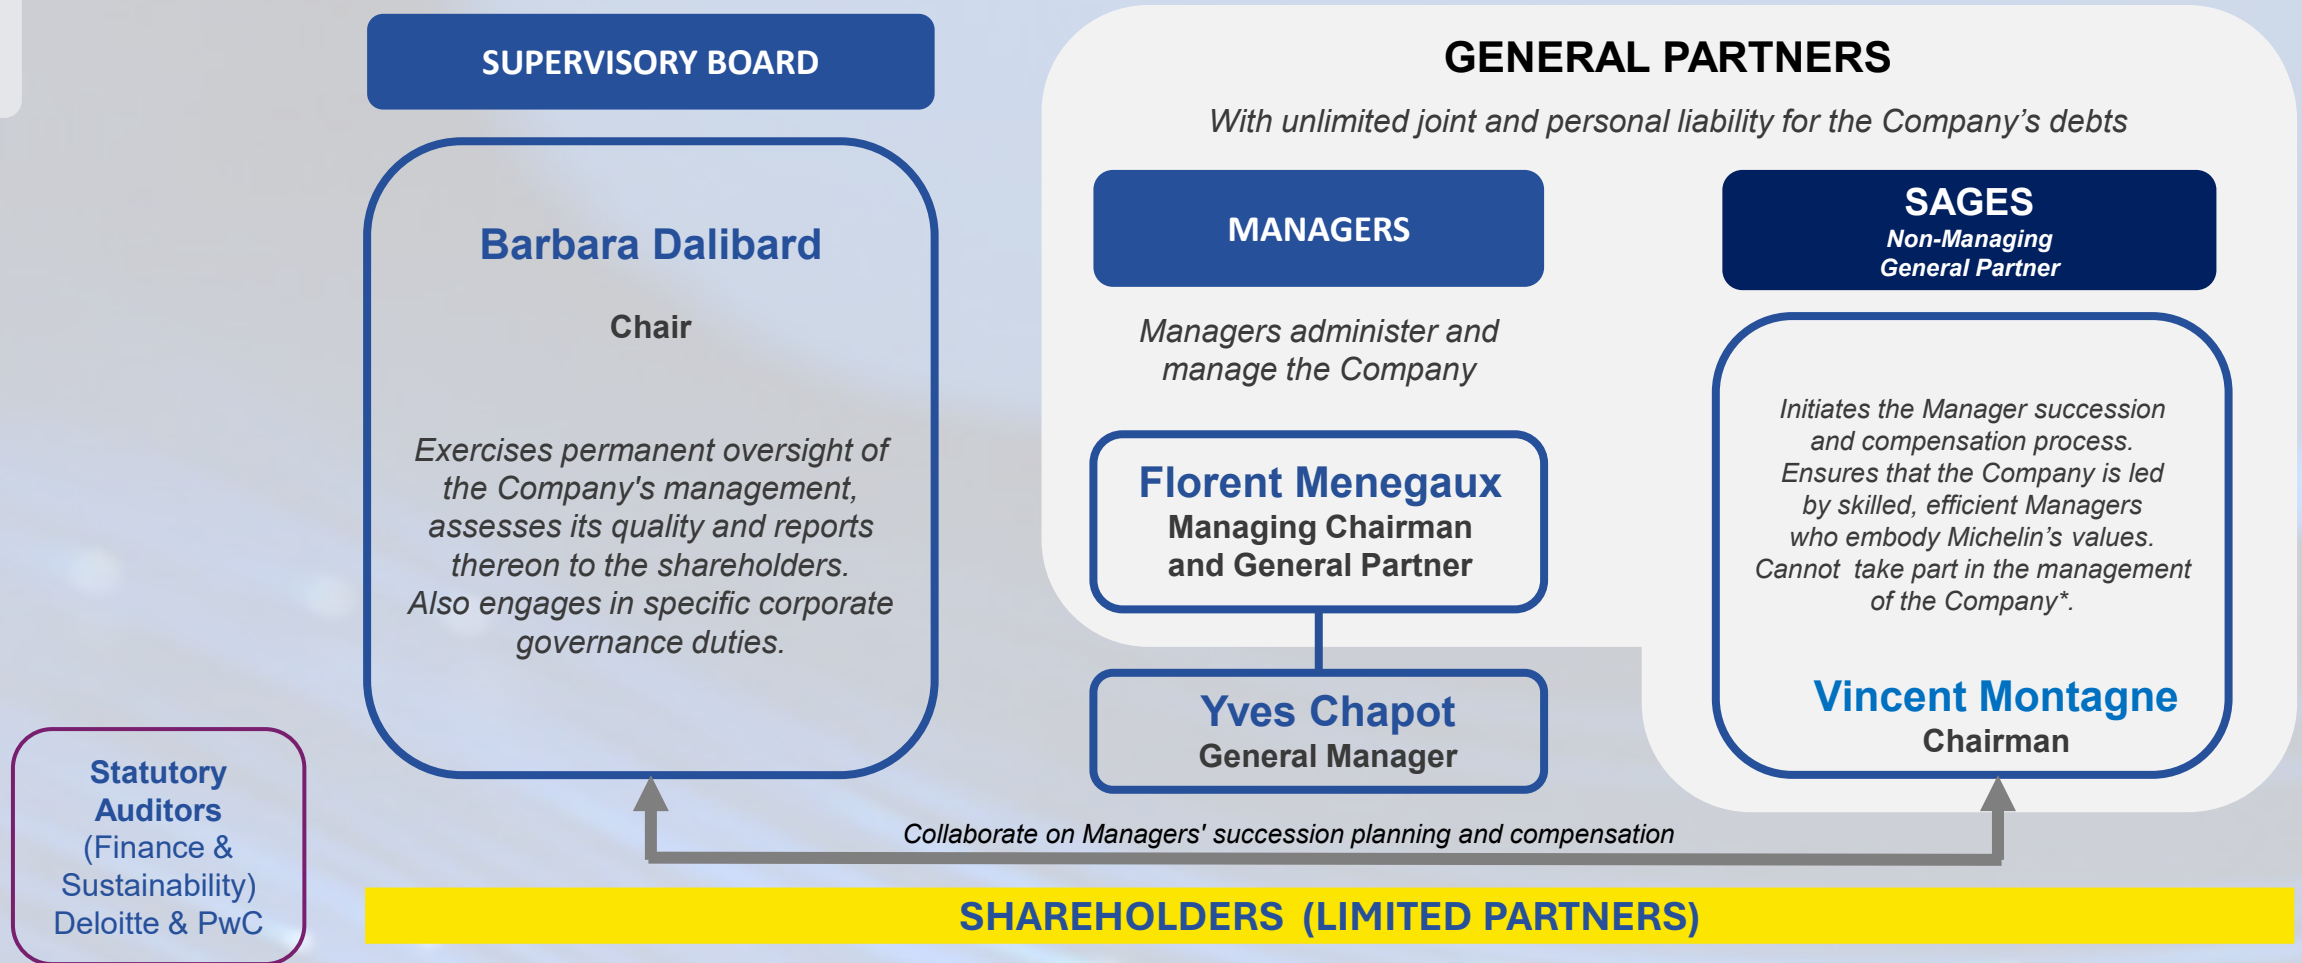 SUPERVISORY BOARD
Barbara Dalibard
Chair
Exercises permanent oversight of
the Company's management,
assesses its quality and reports
thereon to the shareholders.
Also engages in specific corporate
governance duties.
GENERAL PARTNERS
With unlimited joint and personal liability for the Company’s debts
MANAGERS
Managers administer and
manage the Company
Florent Menegaux
Managing Chairman
and General Partner
Yves Chapot
General Manager
SAGES
Non-Managing
General Partner
Initiates the Manager succession
and compensation process.
Ensures that the Company is led
by skilled, efficient Managers
who embody Michelin’s values.
Cannot  take part in the management
of the Company*.
Vincent Montagne
Chairman
Collaborate on Managers' succession planning and compensation
Statutory
Auditors
(Finance &
Sustainability)
Deloitte & PwC
SHAREHOLDERS  (LIMITED PARTNERS)